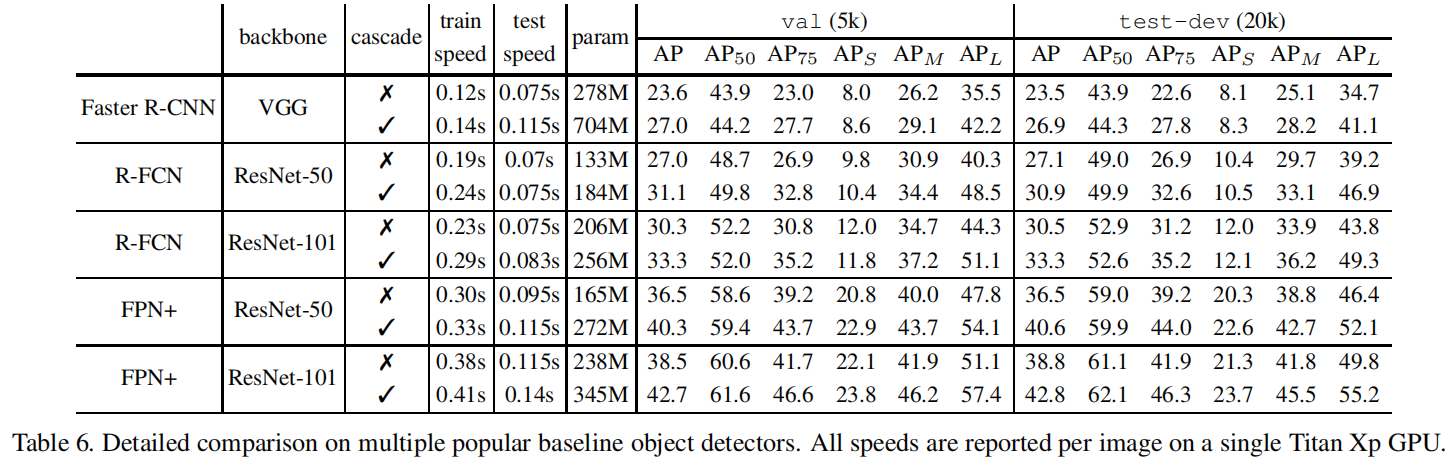 backbone cascade train speed test speed param val (5k) test-dev (20k)
AP AP50 AP75 APS APM APL AP AP50 AP75 APS APM APL
Faster R-CNN VGG ✗ 0.12s 0.075s 278M 23.6 43.9 23.0 8.0 26.2 35.5 23.5 43.9 22.6 8.1 25.1 34.7
✓ 0.14s 0.115s 704M 27.0 44.2 27.7 8.6 29.1 42.2 26.9 44.3 27.8 8.3 28.2 41.1
R-FCN ResNet-50 ✗ 0.19s 0.07s 133M 27.0 48.7 26.9 9.8 30.9 40.3 27.1 49.0 26.9 10.4 29.7 39.2
✓ 0.24s 0.075s 184M 31.1 49.8 32.8 10.4 34.4 48.5 30.9 49.9 32.6 10.5 33.1 46.9
R-FCN ResNet-101 ✗ 0.23s 0.075s 206M 30.3 52.2 30.8 12.0 34.7 44.3 30.5 52.9 31.2 12.0 33.9 43.8
✓ 0.29s 0.083s 256M 33.3 52.0 35.2 11.8 37.2 51.1 33.3 52.6 35.2 12.1 36.2 49.3
FPN+ ResNet-50 ✗ 0.30s 0.095s 165M 36.5 58.6 39.2 20.8 40.0 47.8 36.5 59.0 39.2 20.3 38.8 46.4
✓ 0.33s 0.115s 272M 40.3 59.4 43.7 22.9 43.7 54.1 40.6 59.9 44.0 22.6 42.7 52.1
FPN+ ResNet-101 ✗ 0.38s 0.115s 238M 38.5 60.6 41.7 22.1 41.9 51.1 38.8 61.1 41.9 21.3 41.8 49.8
✓ 0.41s 0.14s 345M 42.7 61.6 46.6 23.8 46.2 57.4 42.8 62.1 46.3 23.7 45.5 55.2
Table 6. Detailed comparison on multiple popular baseline object detectors. All speeds are reported per image on a single Titan Xp GPU.